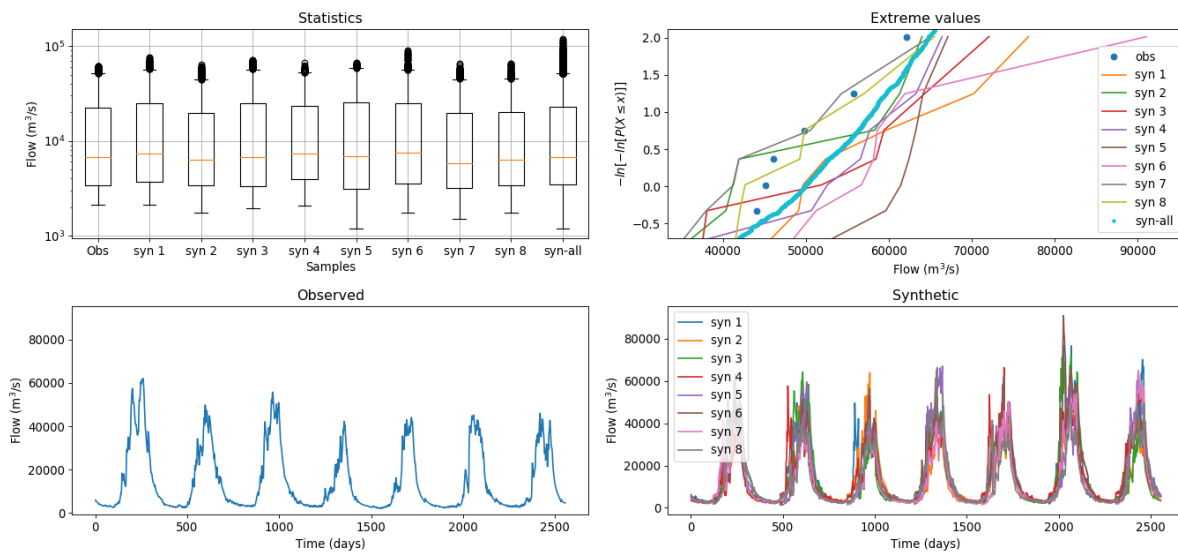 Statistics
10^5
10^4
10^3
Flow (m^3/s)
Obs syn 1 syn 2 syn 3 syn 4 syn 5 syn 6 syn 7 syn 8 syn-all
Samples
Extreme values
2.0
1.5
1.0
0.5
0.0
−0.5
−ln[−ln[P(X ≤ x)]]
obs
syn 1
syn 2
syn 3
syn 4
syn 5
syn 6
syn 7
syn 8
syn-all
40000 50000 60000 70000 80000 90000
Flow (m^3/s)
Observed
80000
60000
40000
20000
0
Flow (m^3/s)
0 500 1000 1500 2000 2500
Time (days)
Synthetic
80000
60000
40000
20000
0
Flow (m^3/s)
syn 1
syn 2
syn 3
syn 4
syn 5
syn 6
syn 7
syn 8
0 500 1000 1500 2000 2500
Time (days)